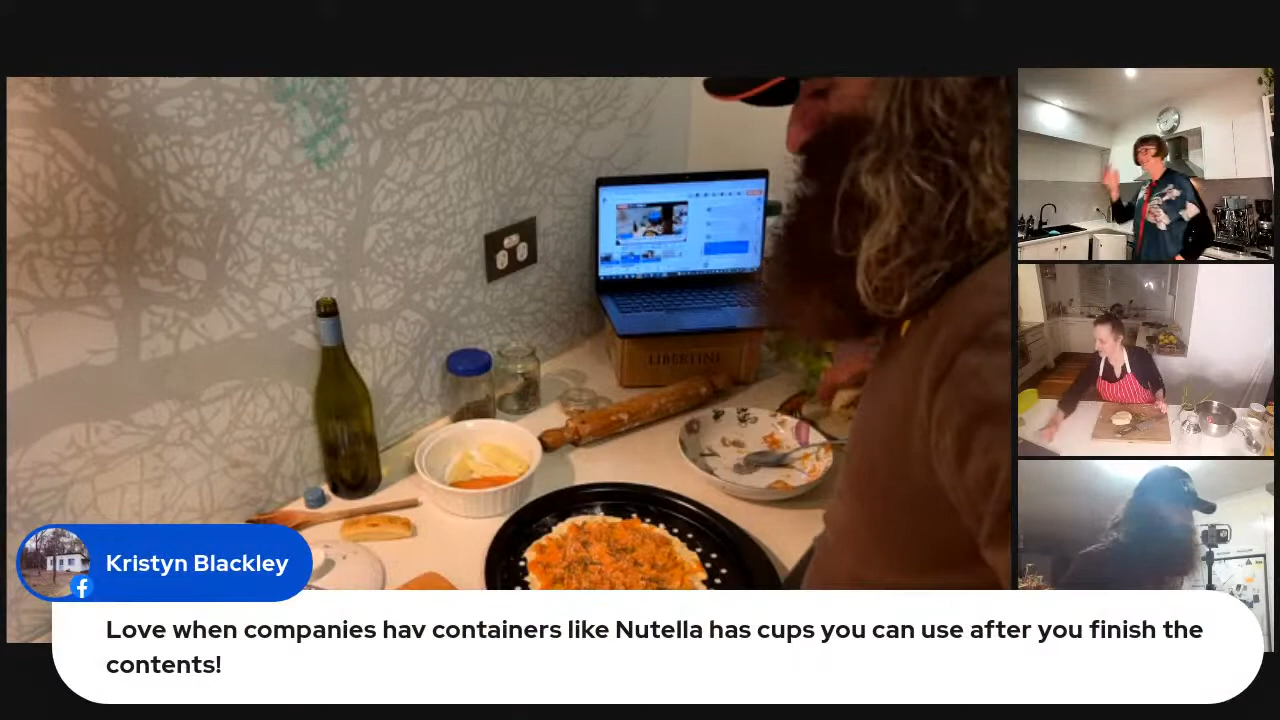 LIBERTINE
Kristyn Blackley
Love when companies hav containers like Nutella has cups you can use after you finish the
contents!